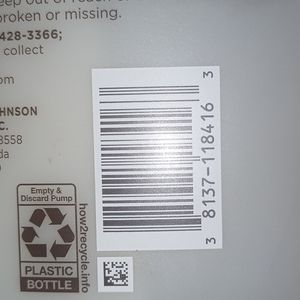 broken or missing.
428-3366;
collect
om
HNSON
C.
8558
da
3 8137-118416 3
Empty &
Discard Pump
PLASTIC
BOTTLE
how2recycle.info